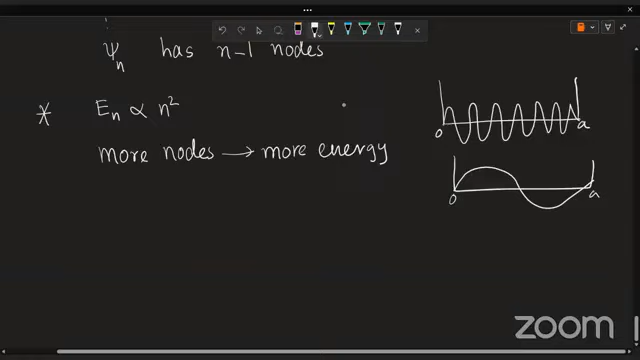 ψn has n-1 nodes
* En ∝ n²
more nodes → more energy
0 a
0 a
zoom